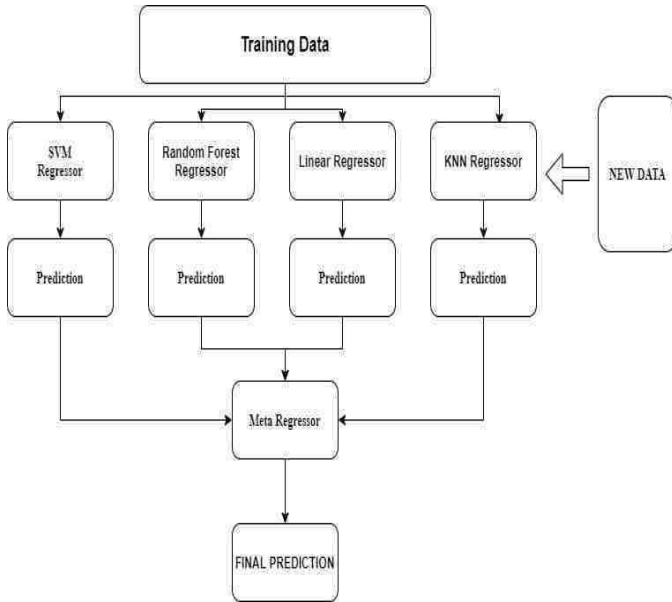 Training Data
SVM
Regressor
Random Forest
Regressor
Linear Regressor
KNN Regressor
NEW DATA
Prediction
Prediction
Prediction
Prediction
Meta Regressor
FINAL PREDICTION